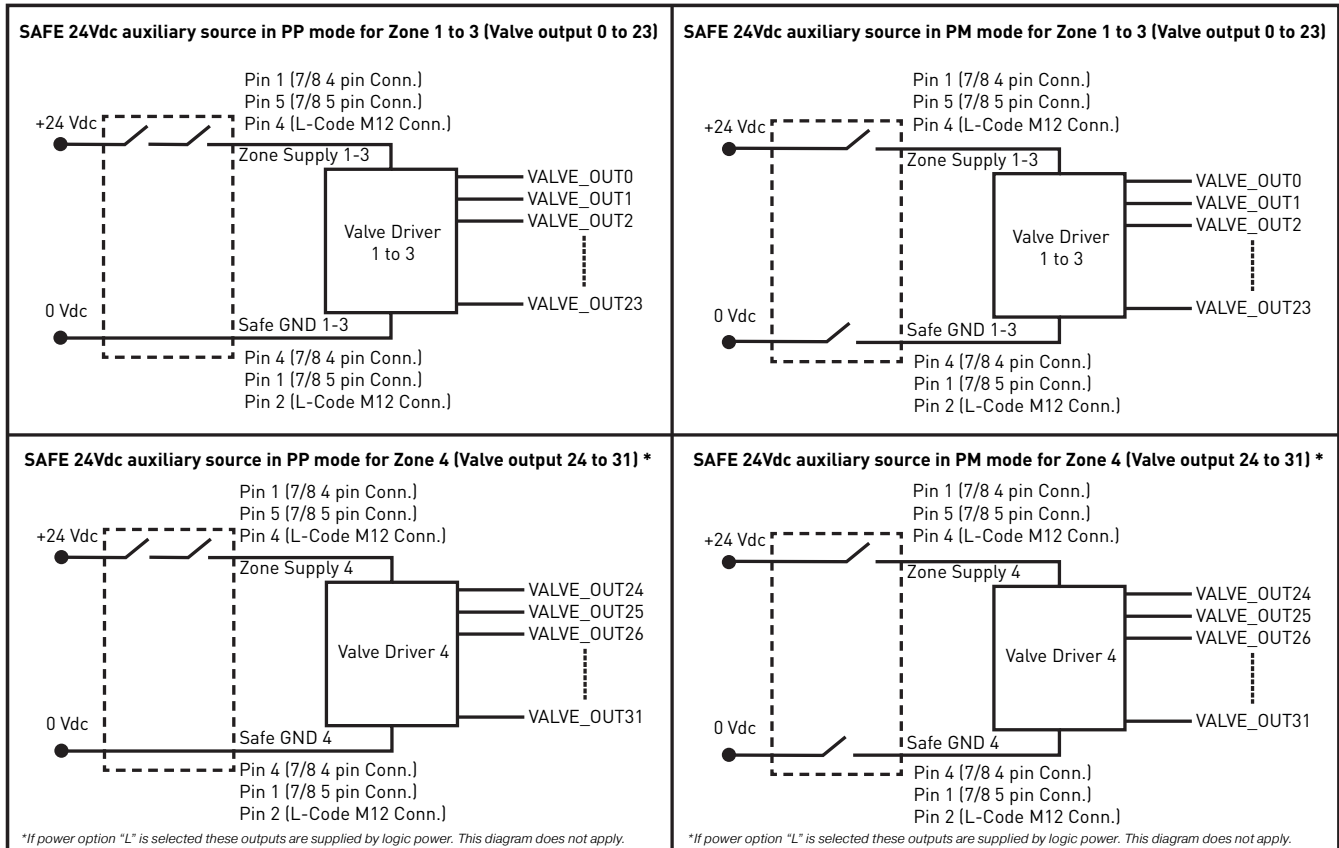 SAFE 24Vdc auxiliary source in PP mode for Zone 1 to 3 (Valve output 0 to 23)
Pin 1 (7/8 4 pin Conn.)
Pin 5 (7/8 5 pin Conn.)
Pin 4 (L-Code M12 Conn.)
+24 Vdc
Zone Supply 1-3
Valve Driver
1 to 3
VALVE_OUT0
VALVE_OUT1
VALVE_OUT2
VALVE_OUT23
0 Vdc
Safe GND 1-3
Pin 4 (7/8 4 pin Conn.)
Pin 1 (7/8 5 pin Conn.)
Pin 2 (L-Code M12 Conn.)
SAFE 24Vdc auxiliary source in PM mode for Zone 1 to 3 (Valve output 0 to 23)
Pin 1 (7/8 4 pin Conn.)
Pin 5 (7/8 5 pin Conn.)
Pin 4 (L-Code M12 Conn.)
+24 Vdc
Zone Supply 1-3
Valve Driver
1 to 3
VALVE_OUT0
VALVE_OUT1
VALVE_OUT2
VALVE_OUT23
0 Vdc
Safe GND 1-3
Pin 4 (7/8 4 pin Conn.)
Pin 1 (7/8 5 pin Conn.)
Pin 2 (L-Code M12 Conn.)
SAFE 24Vdc auxiliary source in PP mode for Zone 4 (Valve output 24 to 31) *
Pin 1 (7/8 4 pin Conn.)
Pin 5 (7/8 5 pin Conn.)
Pin 4 (L-Code M12 Conn.)
+24 Vdc
Zone Supply 4
Valve Driver 4
VALVE_OUT24
VALVE_OUT25
VALVE_OUT26
VALVE_OUT31
0 Vdc
Safe GND 4
Pin 4 (7/8 4 pin Conn.)
Pin 1 (7/8 5 pin Conn.)
Pin 2 (L-Code M12 Conn.)
*If power option “L” is selected these outputs are supplied by logic power. This diagram does not apply.
SAFE 24Vdc auxiliary source in PM mode for Zone 4 (Valve output 24 to 31) *
Pin 1 (7/8 4 pin Conn.)
Pin 5 (7/8 5 pin Conn.)
Pin 4 (L-Code M12 Conn.)
+24 Vdc
Zone Supply 4
Valve Driver 4
VALVE_OUT24
VALVE_OUT25
VALVE_OUT26
VALVE_OUT31
0 Vdc
Safe GND 4
Pin 4 (7/8 4 pin Conn.)
Pin 1 (7/8 5 pin Conn.)
Pin 2 (L-Code M12 Conn.)
*If power option “L” is selected these outputs are supplied by logic power. This diagram does not apply.